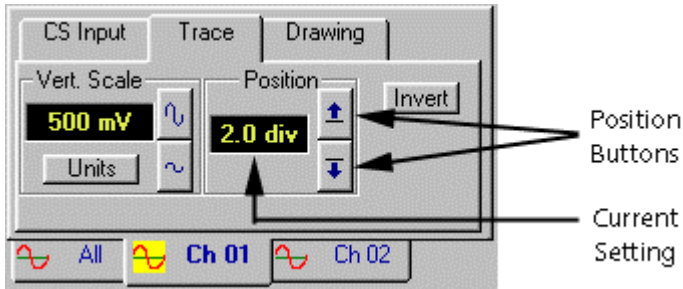 CS Input Trace Drawing
Vert. Scale Position
Invert
500 mV 2.0 div
Units
Position
Buttons
Current
Setting
All Ch 01 Ch 02